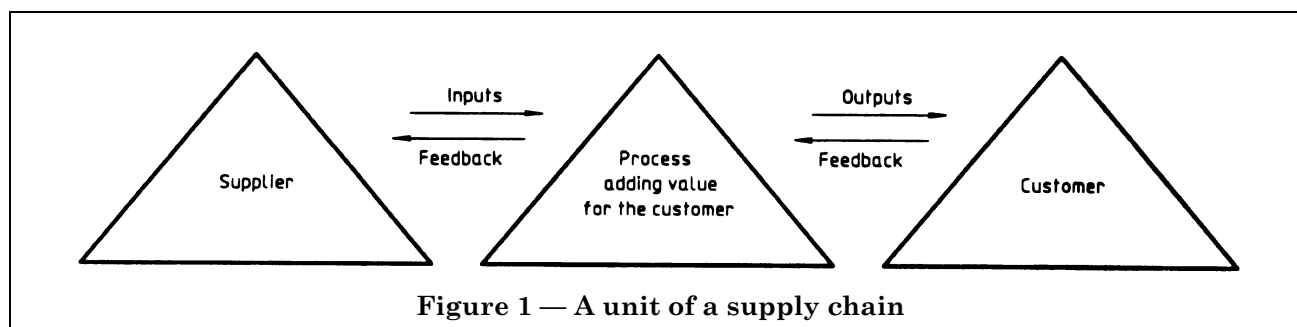 Inputs
Outputs
Feedback
Feedback
Supplier
Process
adding value
for the customer
Customer
Figure 1 — A unit of a supply chain